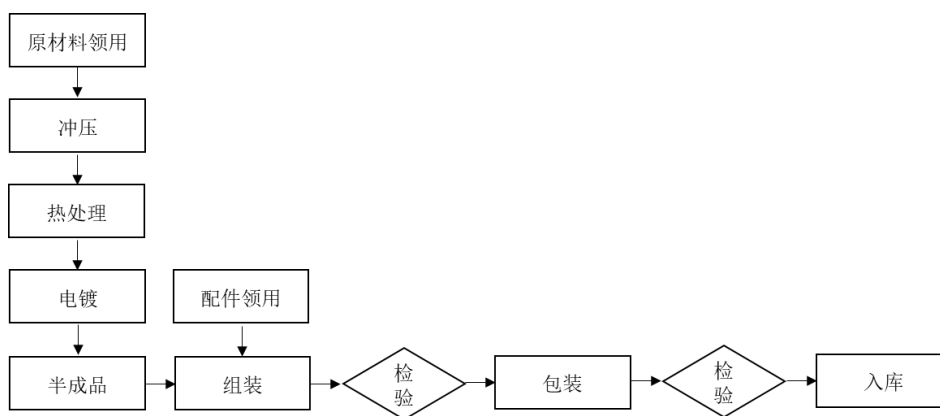 原材料领用
冲压
热处理
电镀
配件领用
半成品
组装
检
验
包装
检
验
入库